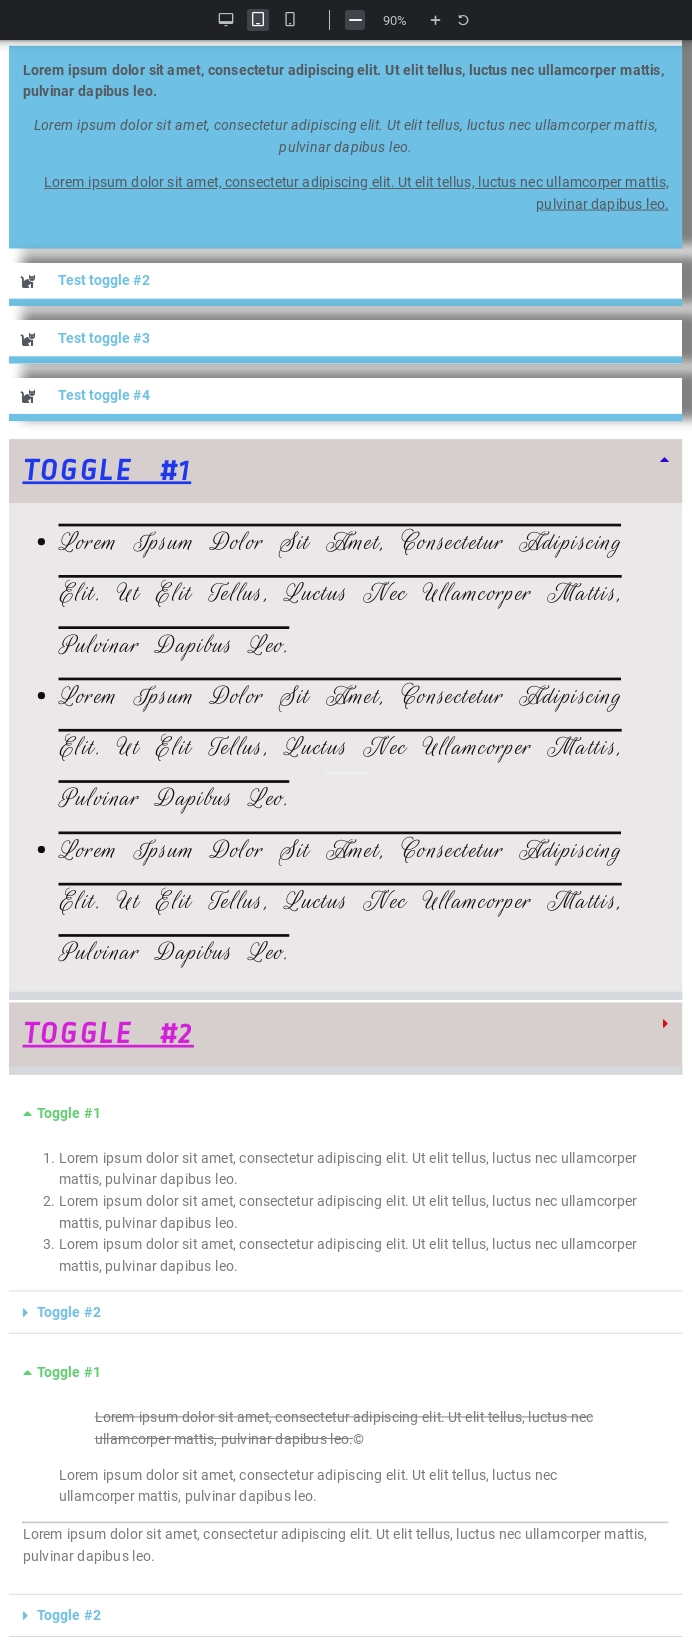 90%
Lorem ipsum dolor sit amet, consectetur adipiscing elit. Ut elit tellus, luctus nec ullamcorper mattis,
pulvinar dapibus leo.
Lorem ipsum dolor sit amet, consectetur adipiscing elit. Ut elit tellus, luctus nec ullamcorper mattis,
pulvinar dapibus leo.
Lorem ipsum dolor sit amet, consectetur adipiscing elit. Ut elit tellus, luctus nec ullamcorper mattis,
pulvinar dapibus leo.
Test toggle #2
Test toggle #3
Test toggle #4
TOGGLE #1
• Lorem Ipsum Dolor Sit Amet, Consectetur Adipiscing
Elit. Ut Elit Tellus, Luctus Nec Ullamcorper Mattis,
Pulvinar Dapibus Leo.
• Lorem Ipsum Dolor Sit Amet, Consectetur Adipiscing
Elit. Ut Elit Tellus, Luctus Nec Ullamcorper Mattis,
Pulvinar Dapibus Leo.
• Lorem Ipsum Dolor Sit Amet, Consectetur Adipiscing
Elit. Ut Elit Tellus, Luctus Nec Ullamcorper Mattis,
Pulvinar Dapibus Leo.
TOGGLE #2
Toggle #1
1. Lorem ipsum dolor sit amet, consectetur adipiscing elit. Ut elit tellus, luctus nec ullamcorper
mattis, pulvinar dapibus leo.
2. Lorem ipsum dolor sit amet, consectetur adipiscing elit. Ut elit tellus, luctus nec ullamcorper
mattis, pulvinar dapibus leo.
3. Lorem ipsum dolor sit amet, consectetur adipiscing elit. Ut elit tellus, luctus nec ullamcorper
mattis, pulvinar dapibus leo.
Toggle #2
Toggle #1
Lorem ipsum dolor sit amet, consectetur adipiscing elit. Ut elit tellus, luctus nec
ullamcorper mattis, pulvinar dapibus leo.©
Lorem ipsum dolor sit amet, consectetur adipiscing elit. Ut elit tellus, luctus nec
ullamcorper mattis, pulvinar dapibus leo.
Lorem ipsum dolor sit amet, consectetur adipiscing elit. Ut elit tellus, luctus nec ullamcorper mattis,
pulvinar dapibus leo.
Toggle #2